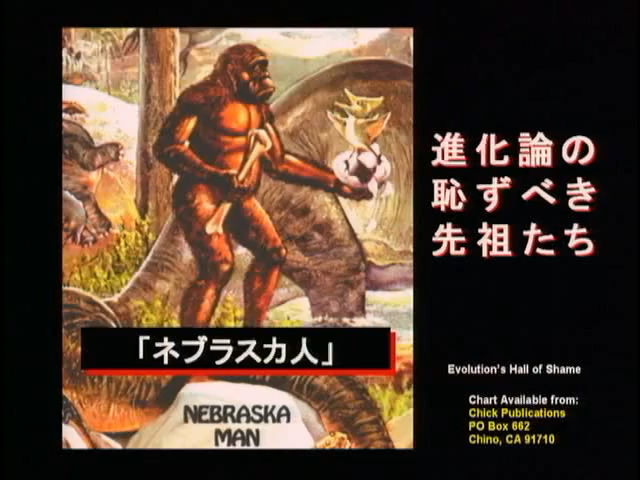 進化論の
恥ずべき
先祖たち
「ネブラスカ人」
NEBRASKA
MAN
Evolution's Hall of Shame
Chart Available from:
Chick Publications
PO Box 662
Chino, CA 91710